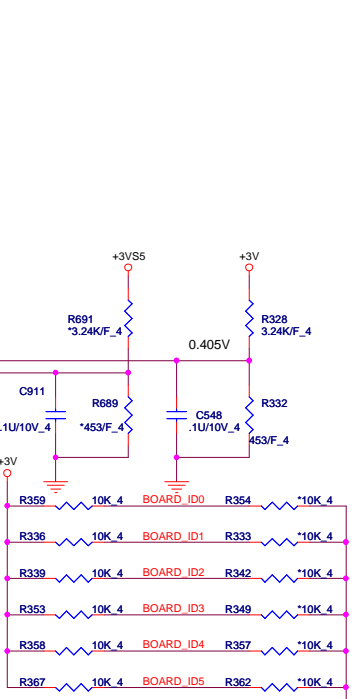 +3VS5
+3V
R691
*3.24K/F_4
R328
3.24K/F_4
0.405V
C911
.1U/10V_4
R689
*453/F_4
C548
.1U/10V_4
R332
453/F_4
+3V
R359 10K_4 BOARD_ID0 R354 *10K_4
R336 10K_4 BOARD_ID1 R333 *10K_4
R339 10K_4 BOARD_ID2 R342 *10K_4
R353 10K_4 BOARD_ID3 R349 *10K_4
R358 10K_4 BOARD_ID4 R357 *10K_4
R367 10K_4 BOARD_ID5 R362 *10K_4